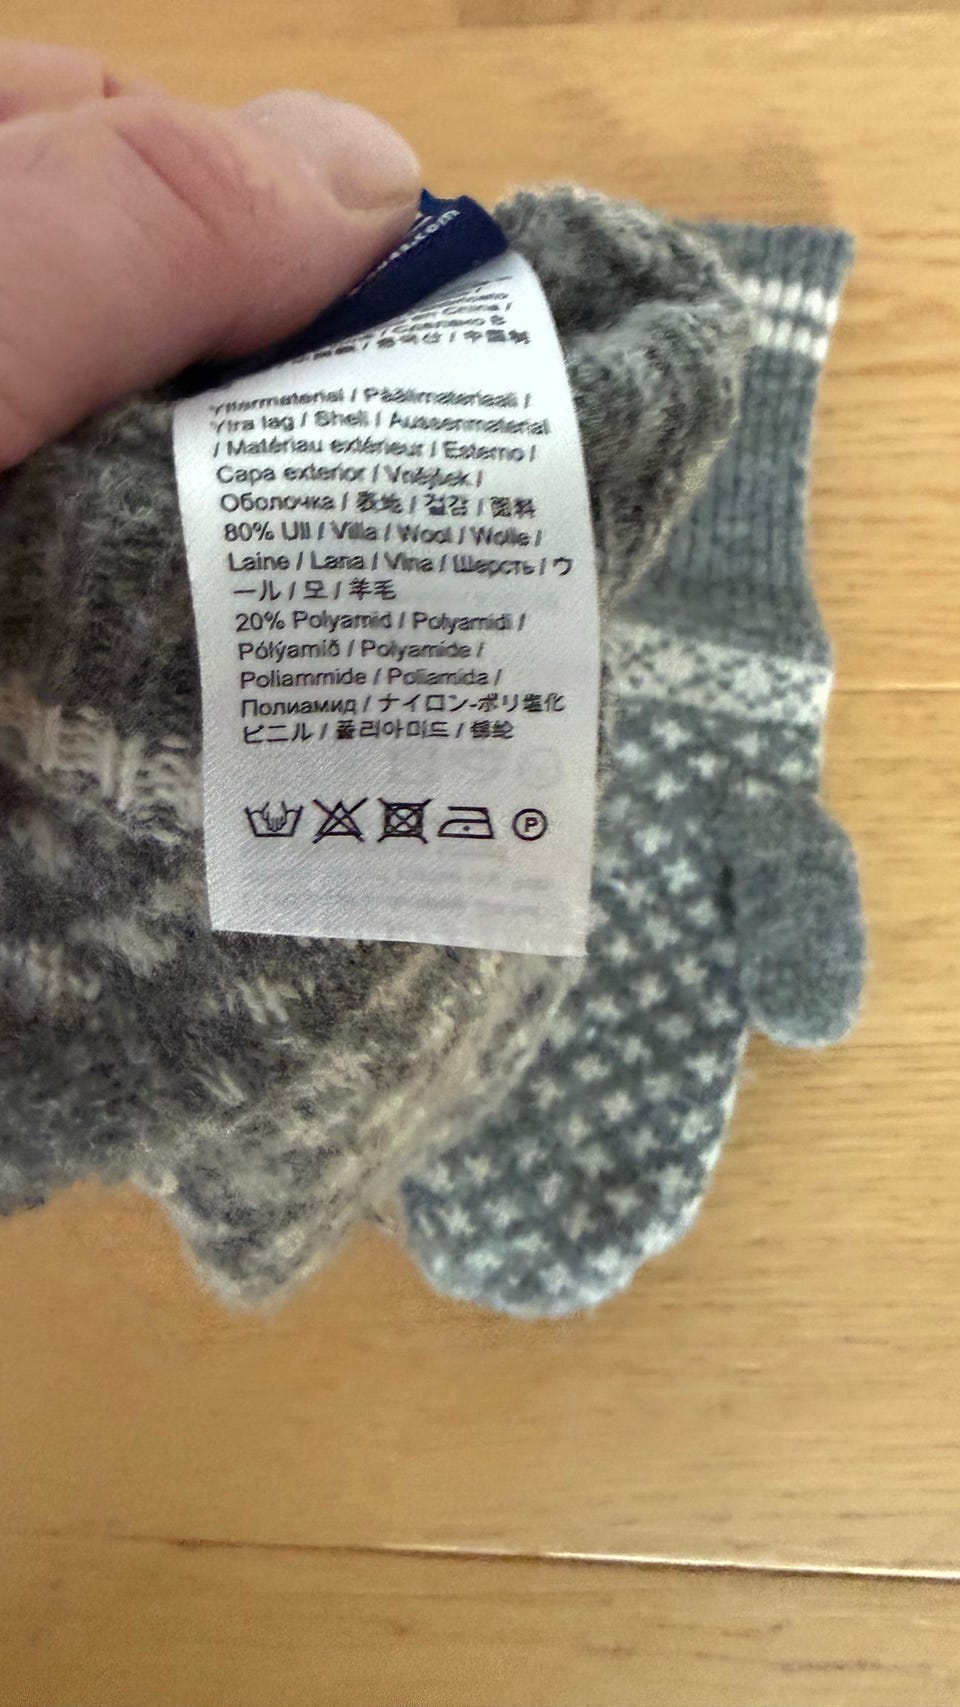 Yttermaterial / Päällimateriaali /
Ytra lag / Shell / Aussenmaterial
/ Matériau extérieur / Esterno /
Capa exterior / Vnějšek /
Оболочка / 表地 / 겉감 / 面料
80% Ull / Villa / Wool / Wolle /
Laine / Lana / Vlna / Шерсть / ウ
ール / 모 / 羊毛
20% Polyamid / Polyamidi /
Pólýamíð / Polyamide /
Poliammide / Poliamida /
Полиамид / ナイロン-ポリ塩化
ビニル / 폴리아미드 / 锦纶
P